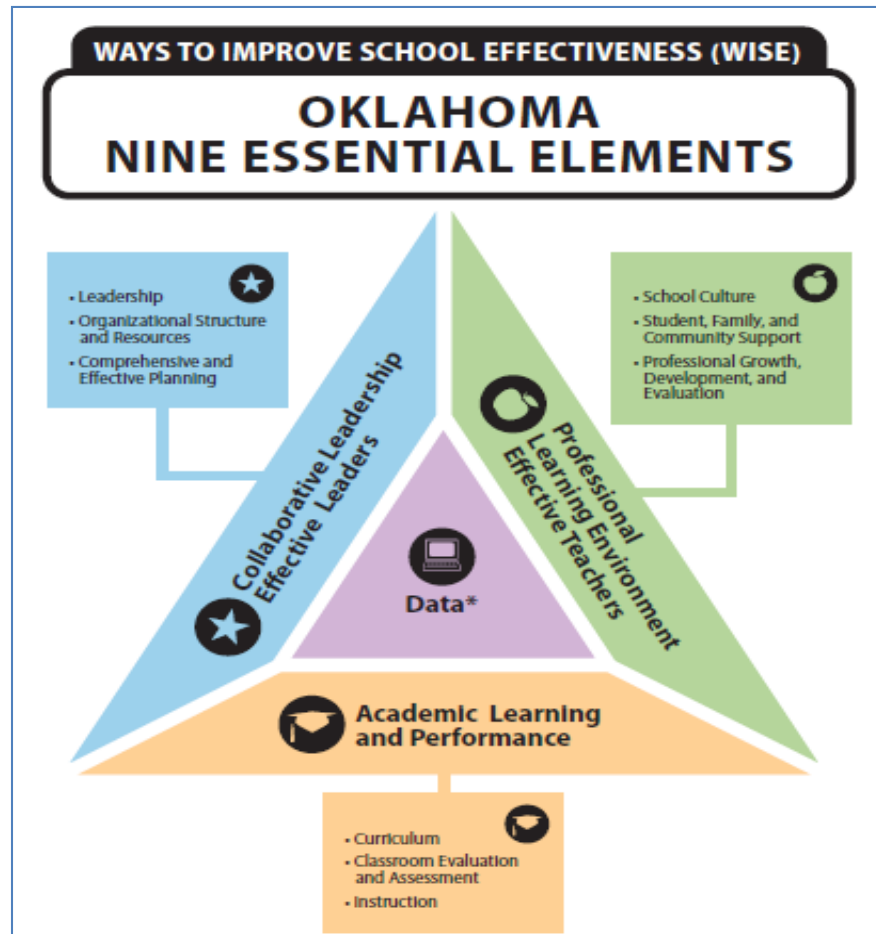 WAYS TO IMPROVE SCHOOL EFFECTIVENESS (WISE)
OKLAHOMA
NINE ESSENTIAL ELEMENTS
• Leadership
• Organizational Structure
and Resources
• Comprehensive and
Effective Planning
• School Culture
• Student, Family, and
Community Support
• Professional Growth,
Development, and
Evaluation
Collaborative Leadership
Effective Leaders
Professional
Learning Environment
Effective Teachers
Data*
Academic Learning
and Performance
• Curriculum
• Classroom Evaluation
and Assessment
• Instruction